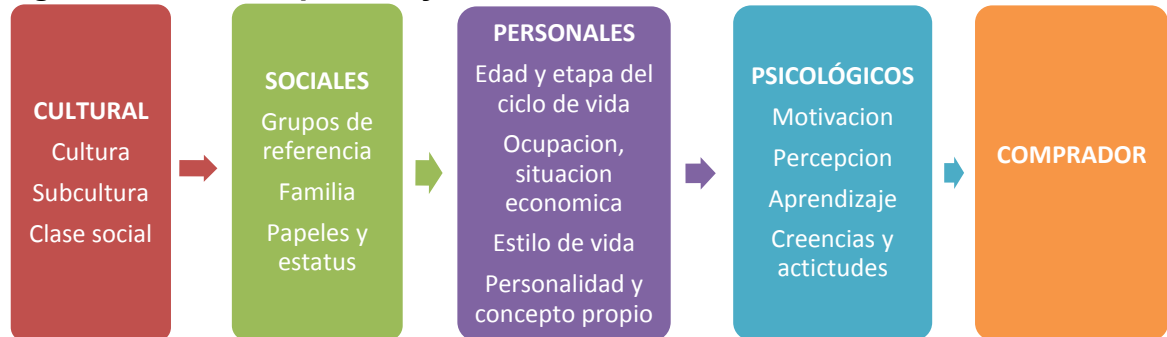 CULTURAL
Cultura
Subcultura
Clase social
SOCIALES
Grupos de
referencia
Familia
Papeles y
estatus
PERSONALES
Edad y etapa del
ciclo de vida
Ocupacion,
situacion
economica
Estilo de vida
Personalidad y
concepto propio
PSICOLÓGICOS
Motivacion
Percepcion
Aprendizaje
Creencias y
actictudes
COMPRADOR